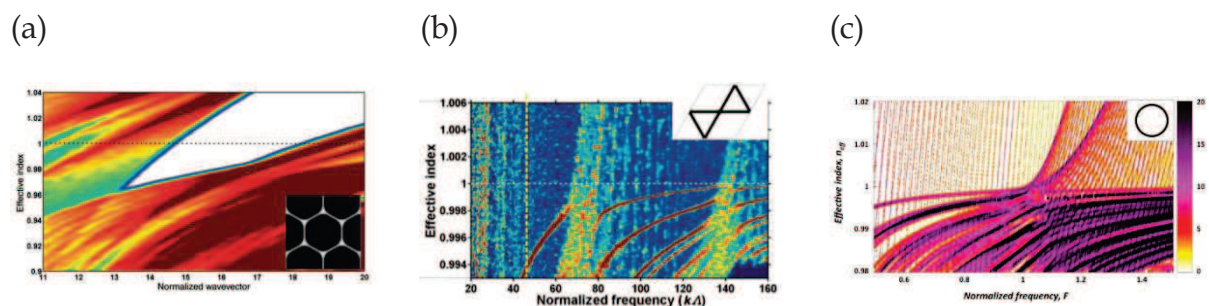 (a)
(b)
(c)
1.04
1.02
1
0.98
0.96
0.94
0.92
0.9
Effective index
11 12 13 14 15 16 17 18 19 20
Normalized wavevector
1.006
1.004
1.002
1
0.998
0.996
0.994
Effective index
20 40 60 80 100 120 140 160
Normalized frequency (kΛ)
1.02
1.01
1
0.99
0.98
Effective index, neff
0.6 0.8 1 1.2 1.4
Normalized frequency, F
20
15
10
5
0